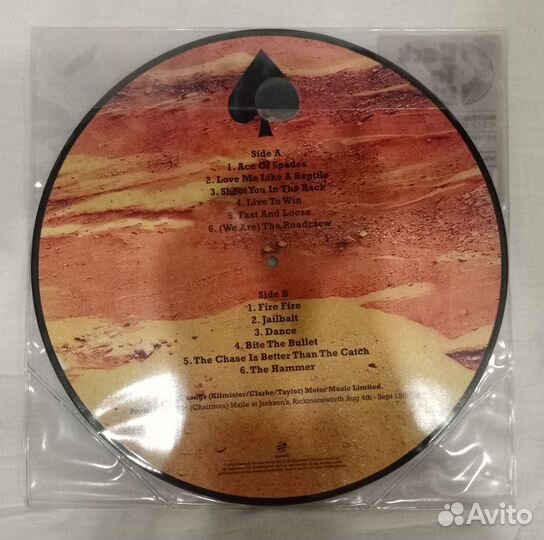 Side A
1. Ace Of Spades
2. Love Me Like A Reptile
3. Shoot You In The Back
4. Live To Win
5. Fast And Loose
6. (We Are) The Roadcrew
Side B
1. Fire Fire
2. Jailbait
3. Dance
4. Bite The Bullet
5. The Chase Is Better Than The Catch
6. The Hammer
songs (Kilmister/Clarke/Taylor) Motor Music Limited.
(Chairman) Maile at Jackson's, Rickmansworth Aug 4th - Sept 15th
Avito